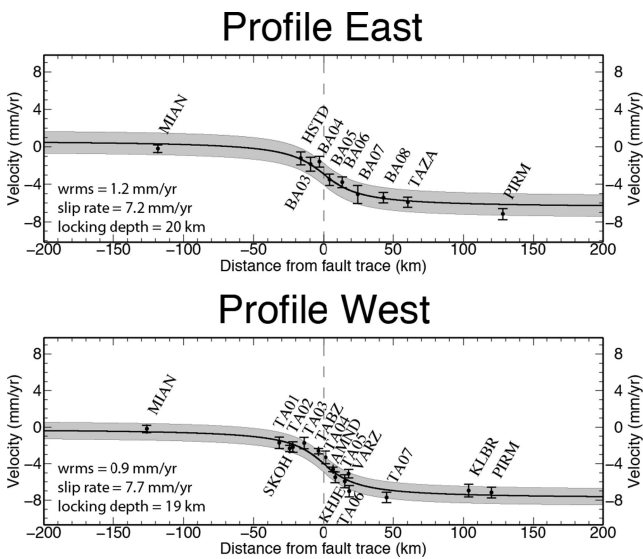 Profile East
8
4
0
−4
−8
Velocity (mm/yr)
MIAN
HSTD
BA03
BA04
BA05
BA06
BA07
BA08
TAZA
PIRM
wrms = 1.2 mm/yr
slip rate = 7.2 mm/yr
locking depth = 20 km
8
4
0
−4
−8
Velocity (mm/yr)
−200 −150 −100 −50 0 50 100 150 200
Distance from fault trace (km)
Profile West
8
4
0
−4
−8
Velocity (mm/yr)
MIAN
TA01
TA02
SKOH
TA03
TABZ
TA04
AMND
TA05
VARZ
KHJE
TA06
TA07
KLBR
PIRM
wrms = 0.9 mm/yr
slip rate = 7.7 mm/yr
locking depth = 19 km
8
4
0
−4
−8
Velocity (mm/yr)
−200 −150 −100 −50 0 50 100 150 200
Distance from fault trace (km)